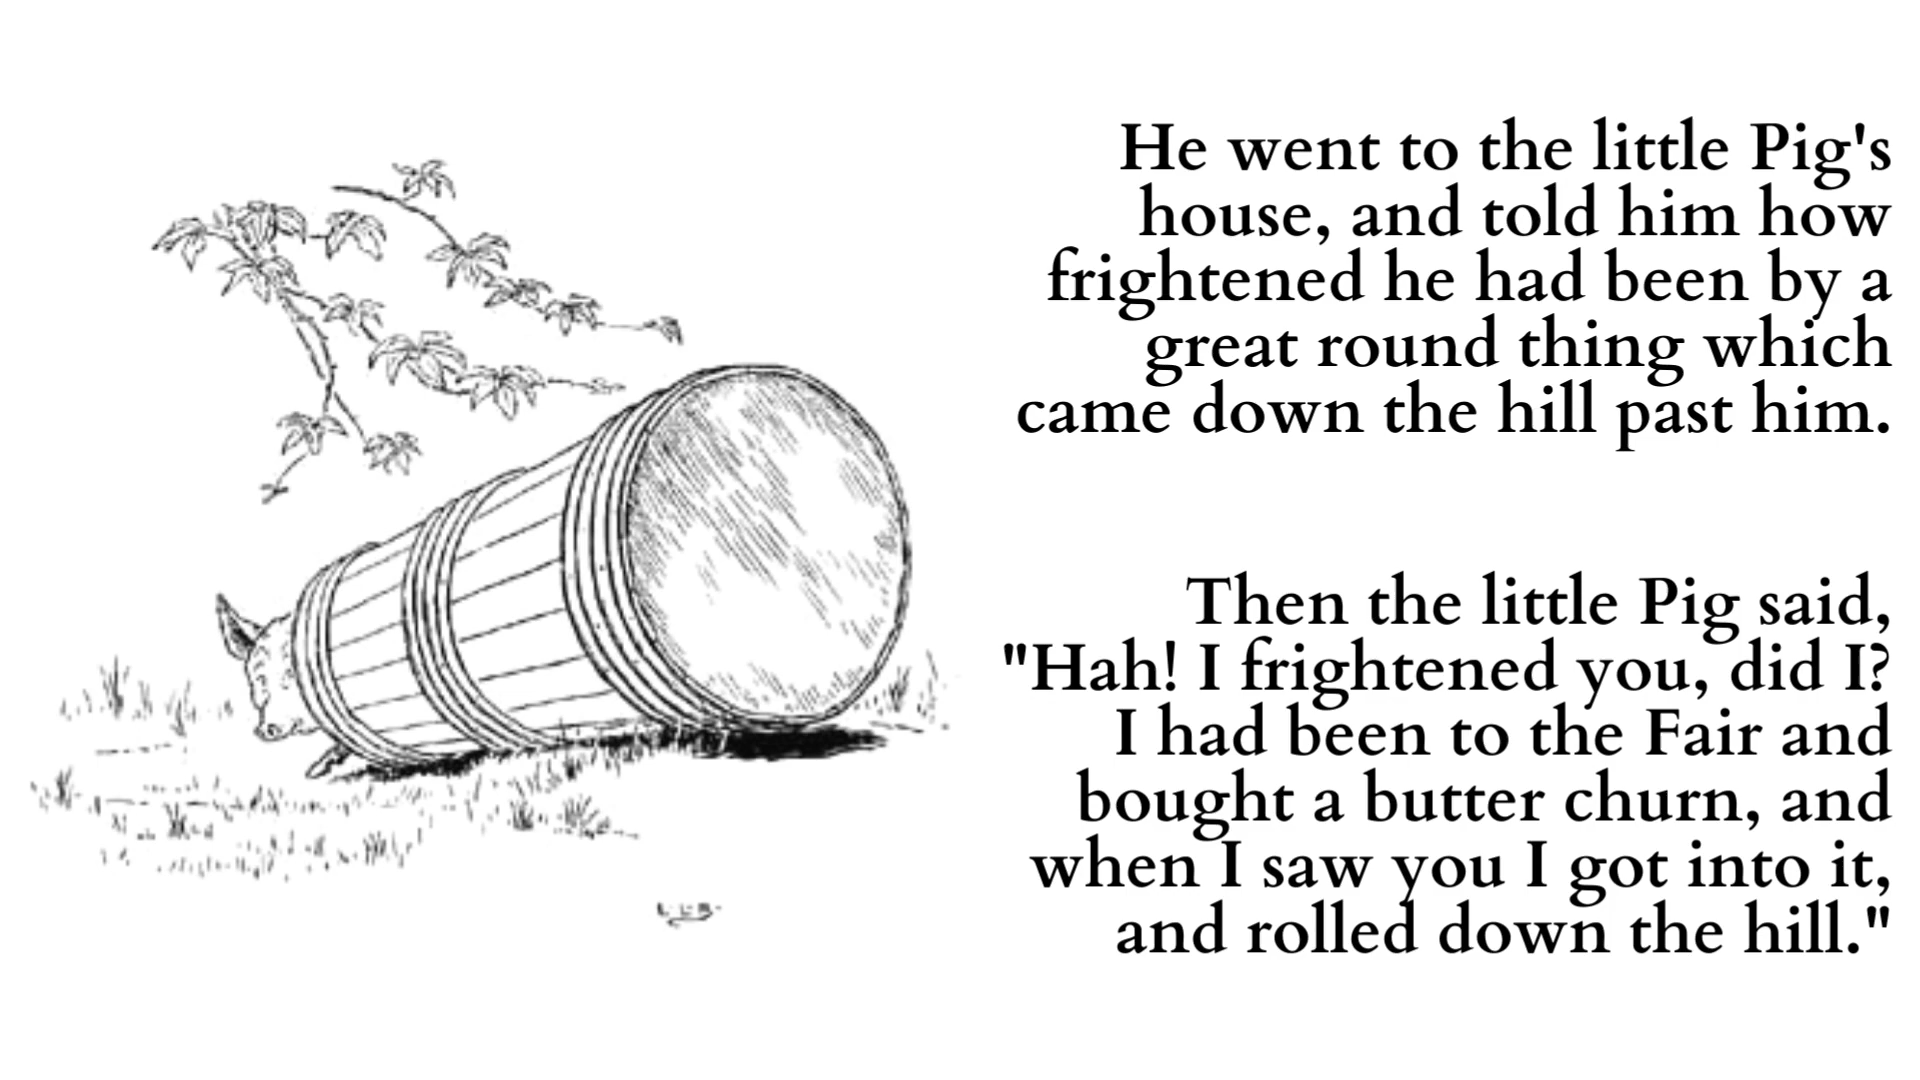 He went to the little Pig's
house, and told him how
frightened he had been by a
great round thing which
came down the hill past him.
Then the little Pig said,
"Hah! I frightened you, did I?
I had been to the Fair and
bought a butter churn, and
when I saw you I got into it,
and rolled down the hill."
L.L.B.